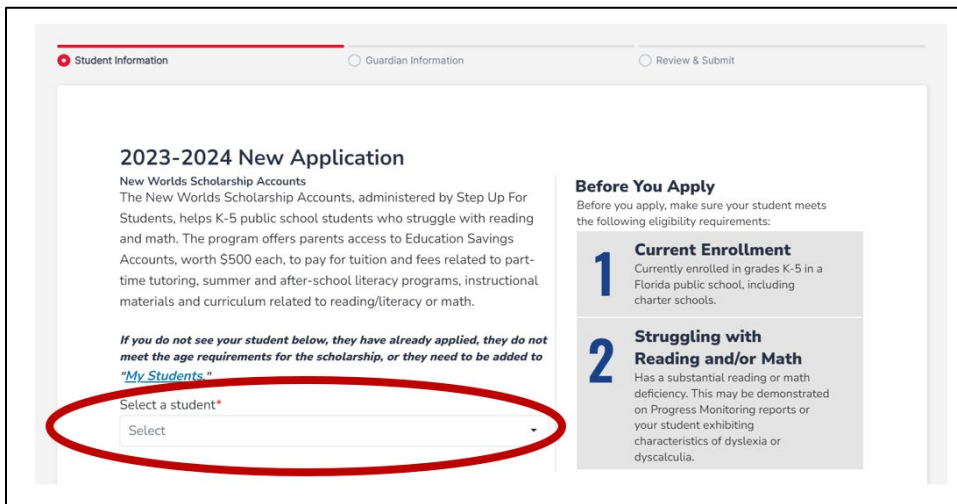 Student Information
Guardian Information
Review & Submit
2023-2024 New Application
New Worlds Scholarship Accounts
The New Worlds Scholarship Accounts, administered by Step Up For
Students, helps K-5 public school students who struggle with reading
and math. The program offers parents access to Education Savings
Accounts, worth $500 each, to pay for tuition and fees related to part-
time tutoring, summer and after-school literacy programs, instructional
materials and curriculum related to reading/literacy or math.
If you do not see your student below, they have already applied, they do not
meet the age requirements for the scholarship, or they need to be added to
"My Students."
Select a student*
Select
Before You Apply
Before you apply, make sure your student meets
the following eligibility requirements:
1
Current Enrollment
Currently enrolled in grades K-5 in a
Florida public school, including
charter schools.
2
Struggling with
Reading and/or Math
Has a substantial reading or math
deficiency. This may be demonstrated
on Progress Monitoring reports or
your student exhibiting
characteristics of dyslexia or
dyscalculia.